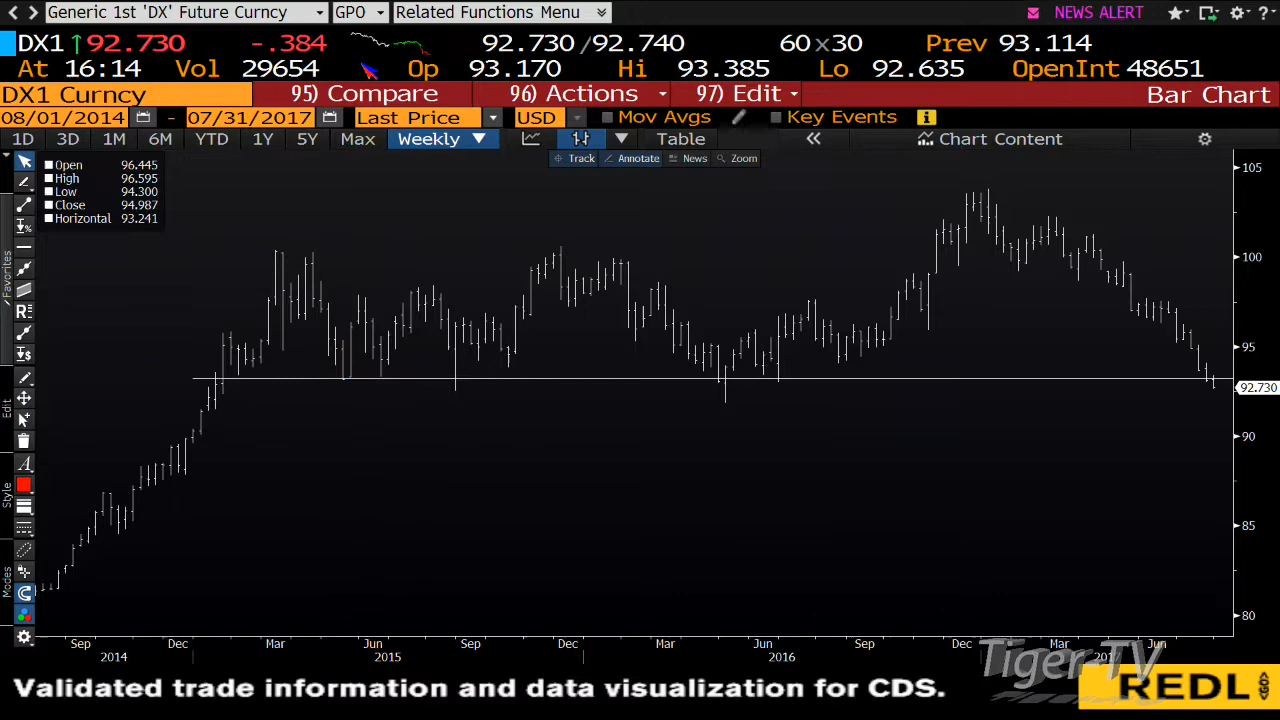 Generic 1st 'DX' Future Curncy GPO Related Functions Menu NEWS ALERT ?
DX1 92.730 -.384 92.730 /92.740 60x30 Prev 93.114
At 16:14 Vol 29654 Op 93.170 Hi 93.385 Lo 92.635 OpenInt 48651
DX1 Curncy 95) Compare 96) Actions 97) Edit Bar Chart
08/01/2014 - 07/31/2017 Last Price USD Mov Avgs Key Events i
1D 3D 1M 6M YTD 1Y 5Y Max Weekly Table Chart Content
Track Annotate News Zoom
Open 96.445
High 96.595
Low 94.300
Close 94.987
Horizontal 93.241
Favorites
Edit
Style
Modes
105
100
95
92.730
90
85
80
Sep Dec Mar Jun Sep Dec Mar Jun Sep Dec Mar Jun
2014 2015 2016 2017
Tiger-TV
Validated trade information and data visualization for CDS. REDL